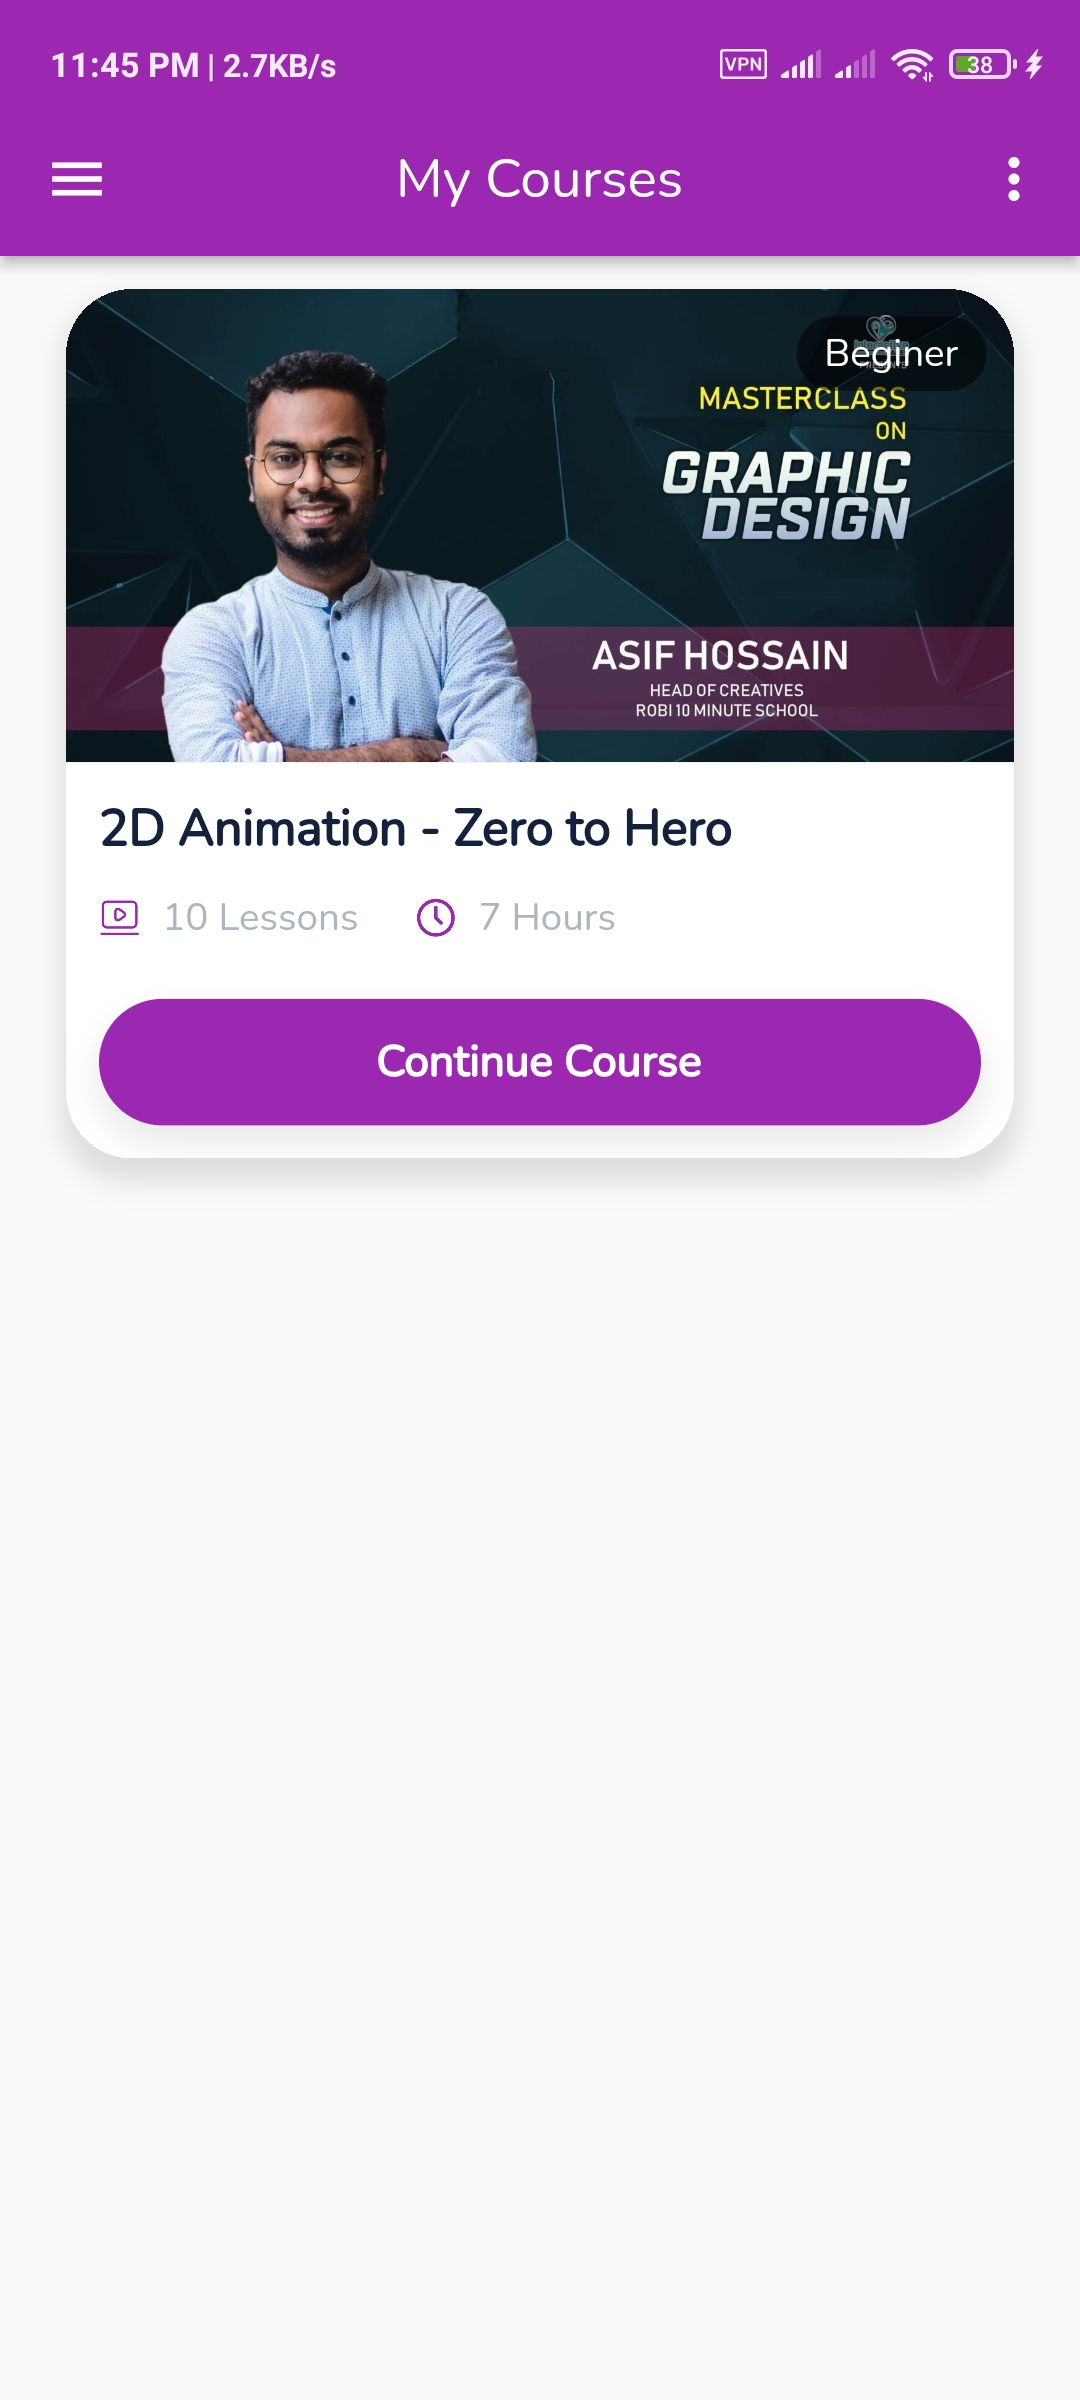 11:45 PM | 2.7KB/s VPN 38
My Courses
Beginer
MASTERCLASS
ON
GRAPHIC
DESIGN
ASIF HOSSAIN
HEAD OF CREATIVES
ROBI 10 MINUTE SCHOOL
2D Animation - Zero to Hero
10 Lessons 7 Hours
Continue Course